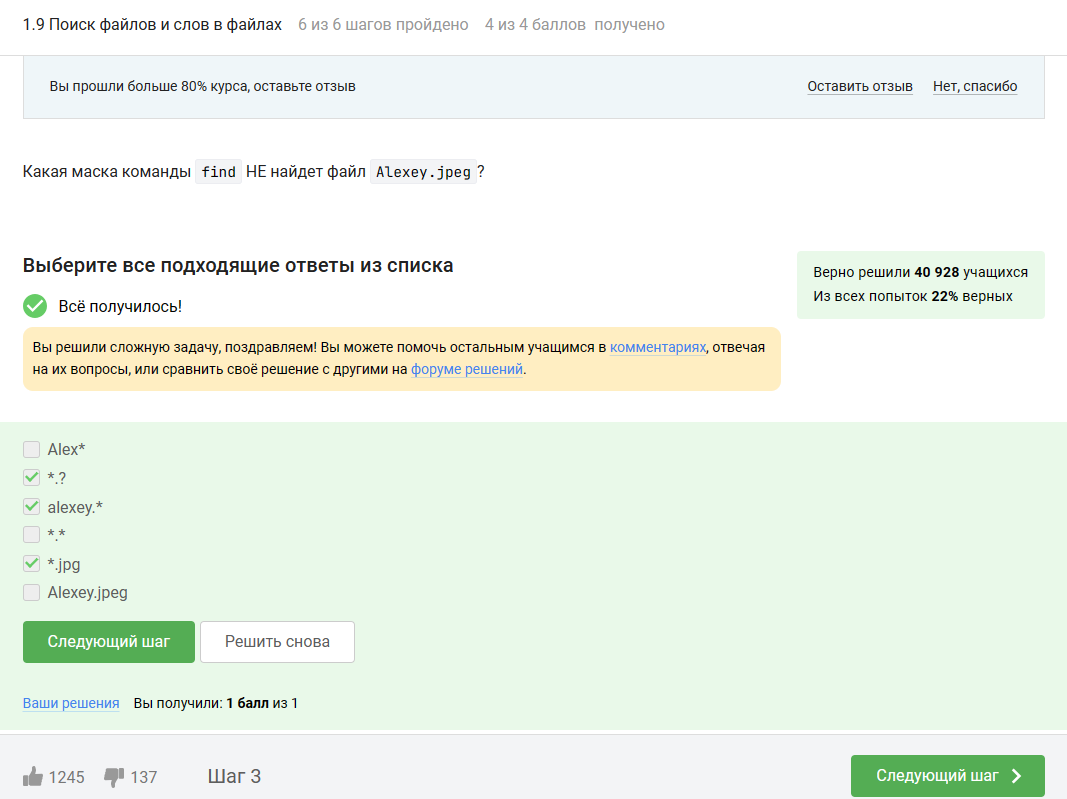 1.9 Поиск файлов и слов в файлах 6 из 6 шагов пройдено 4 из 4 баллов получено
Вы прошли больше 80% курса, оставьте отзыв Оставить отзыв Нет, спасибо
Какая маска команды find НЕ найдет файл Alexey.jpeg?
Выберите все подходящие ответы из списка
Верно решили 40 928 учащихся
Из всех попыток 22% верных
Всё получилось!
Вы решили сложную задачу, поздравляем! Вы можете помочь остальным учащимся в комментариях, отвечая
на их вопросы, или сравнить своё решение с другими на форуме решений.
Alex*
*.?
alexey.*
*.*
*.jpg
Alexey.jpeg
Следующий шаг Решить снова
Ваши решения Вы получили: 1 балл из 1
1245 137 Шаг 3 Следующий шаг